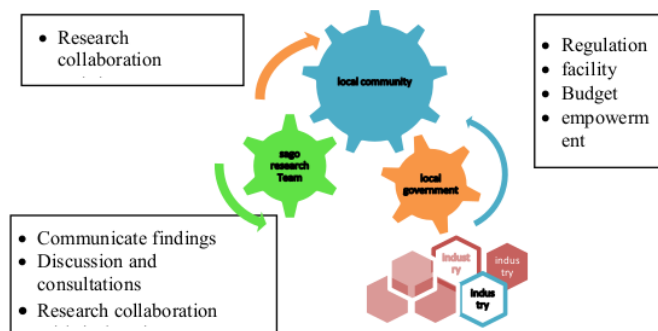 • Research
collaboration
local community
• Regulation
• facility
• Budget
• empowerm
ent
sago
research
Team
local
government
• Communicate findings
• Discussion and
consultations
• Research collaboration
indust
ry
indus
try
indus
try